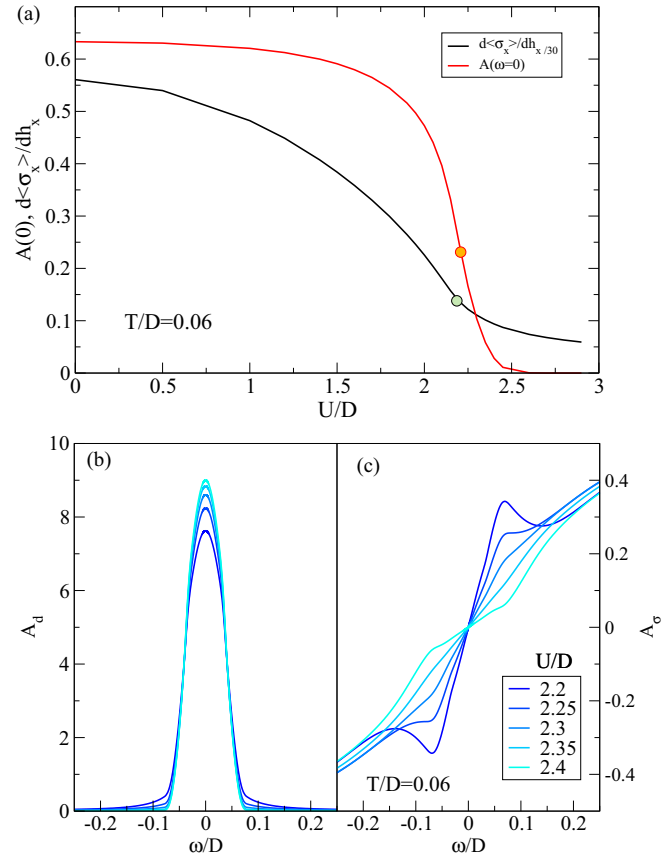 (a)
d<σx>/dhx /30
A(ω=0)
A(0), d<σx>/dhx
0.6
0.5
0.4
0.3
0.2
0.1
0
T/D=0.06
0 0.5 1 1.5 2 2.5 3
U/D
(b)
10
8
6
4
2
0
Ad
-0.2 -0.1 0 0.1 0.2
ω/D
(c)
0.4
0.2
0
-0.2
-0.4
Aσ
U/D
2.2
2.25
2.3
2.35
2.4
T/D=0.06
-0.2 -0.1 0 0.1 0.2
ω/D